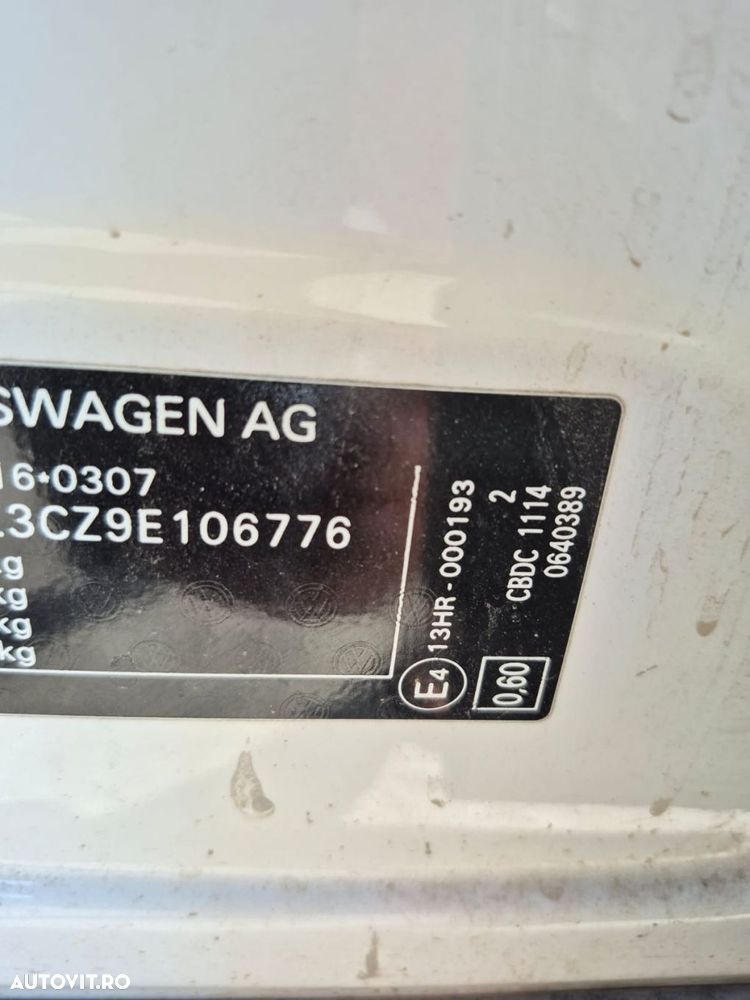 SWAGEN AG
16*0307
3CZ9E106776
kg
kg
kg
E4 13HR-000193
0,60
2
CBDC 1114
0640389
AUTOVIT.RO